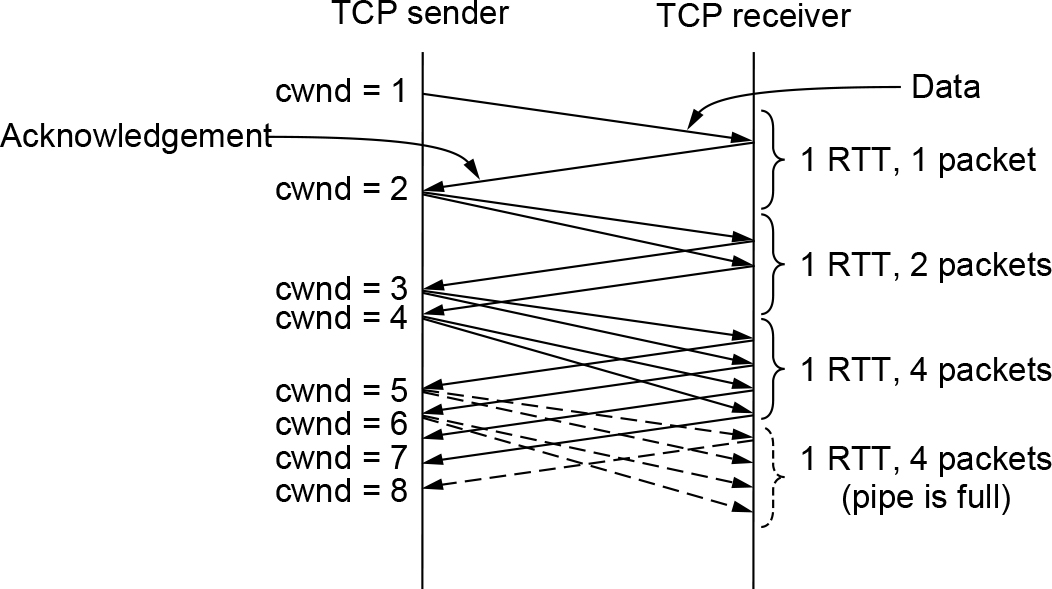 TCP sender
TCP receiver
cwnd = 1
Data
Acknowledgement
1 RTT, 1 packet
cwnd = 2
1 RTT, 2 packets
cwnd = 3
cwnd = 4
1 RTT, 4 packets
cwnd = 5
cwnd = 6
cwnd = 7
1 RTT, 4 packets
cwnd = 8
(pipe is full)